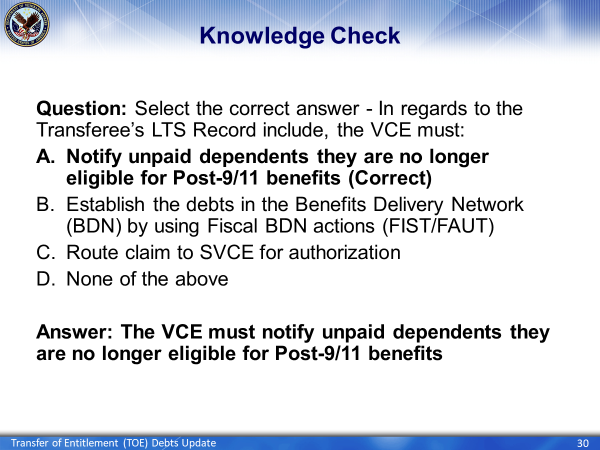 Knowledge Check
Question: Select the correct answer - In regards to the
Transferee's LTS Record include, the VCE must:
A. Notify unpaid dependents they are no longer
eligible for Post-9/11 benefits (Correct)
B. Establish the debts in the Benefits Delivery Network
(BDN) by using Fiscal BDN actions (FIST/FAUT)
C. Route claim to SVCE for authorization
D. None of the above
Answer: The VCE must notify unpaid dependents they
are no longer eligible for Post-9/11 benefits
Transfer of Entitlement (TOE) Debts Update
30